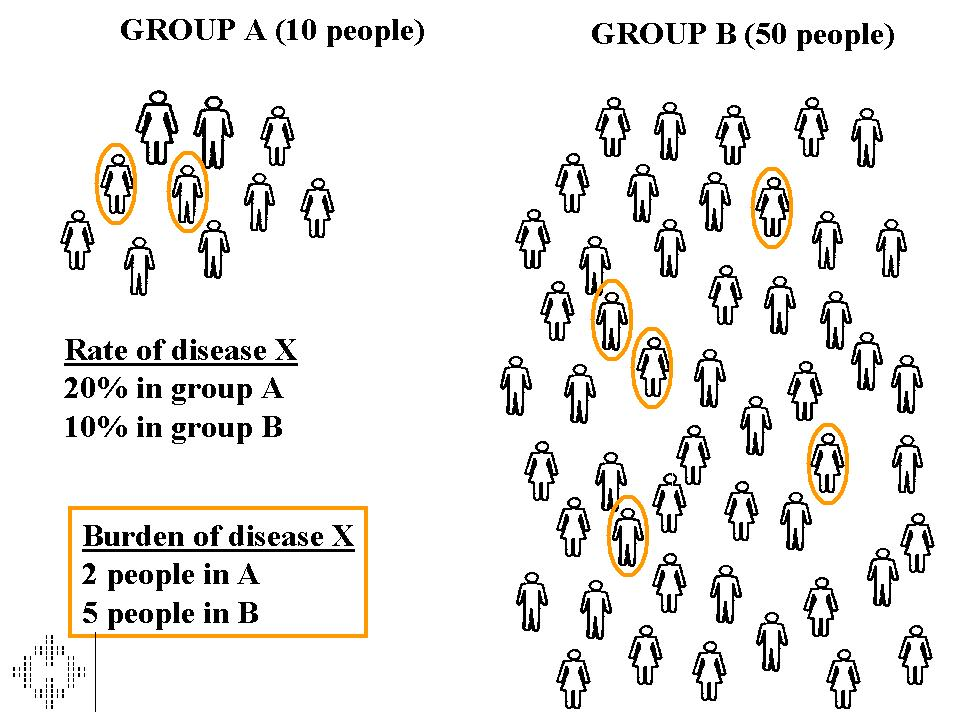 GROUP A (10 people)
GROUP B (50 people)
Rate of disease X
20% in group A
10% in group B
Burden of disease X
2 people in A
5 people in B